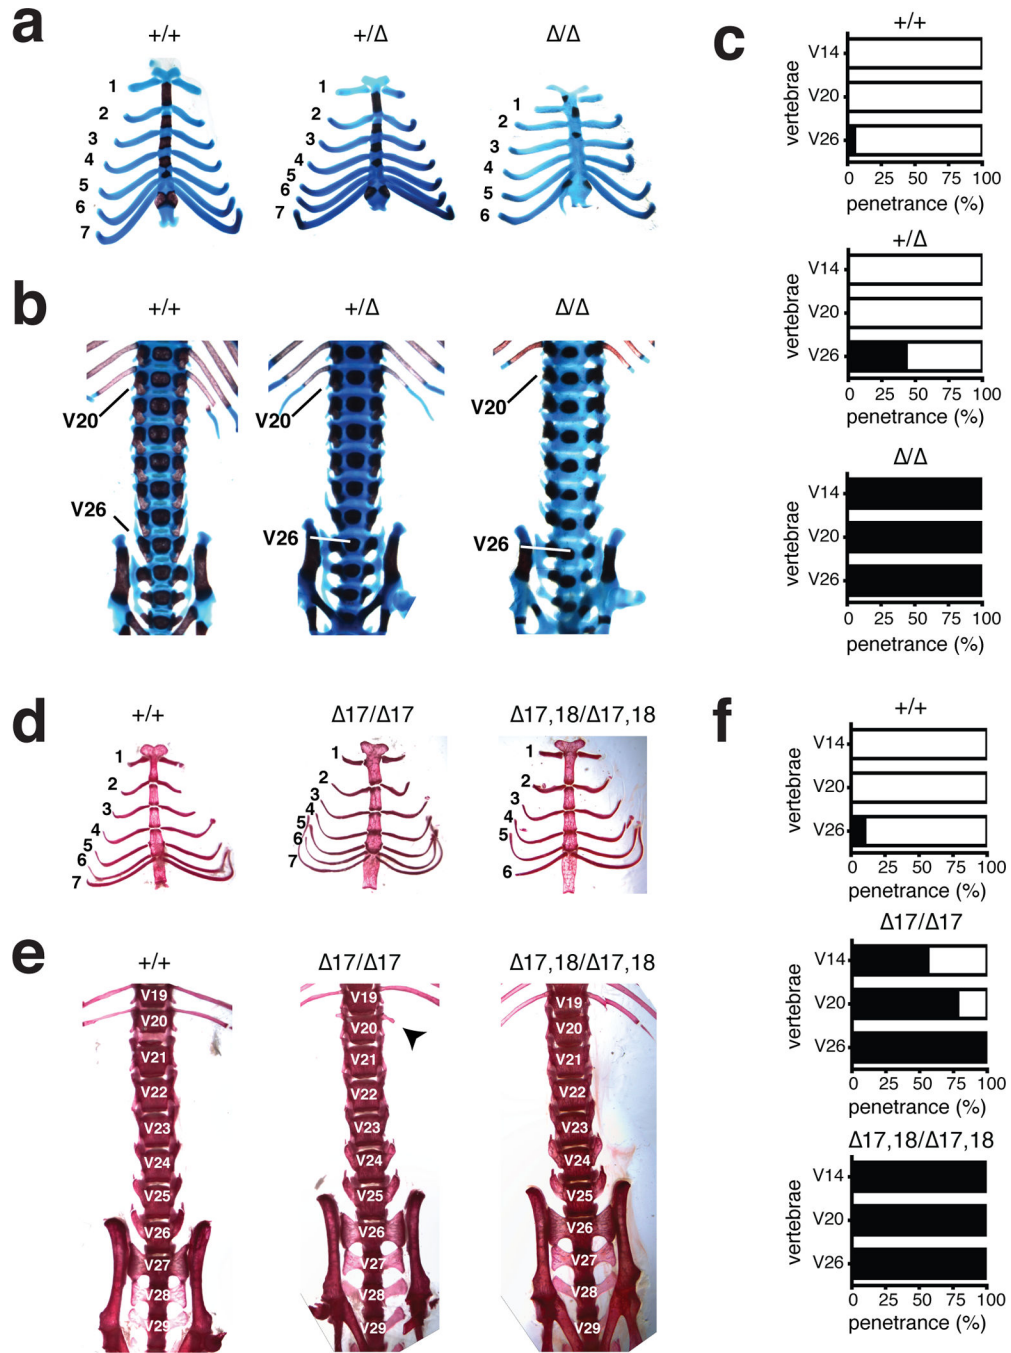 a
+/+
+/Δ
Δ/Δ
1
2
3
4
5
6
7
1
2
3
4
5
6
7
1
2
3
4
5
6
b
+/+
+/Δ
Δ/Δ
V20
V26
V20
V26
V20
V26
c
+/+
vertebrae
V14
V20
V26
0 25 50 75 100
penetrance (%)
+/Δ
vertebrae
V14
V20
V26
0 25 50 75 100
penetrance (%)
Δ/Δ
vertebrae
V14
V20
V26
0 25 50 75 100
penetrance (%)
d
+/+
Δ17/Δ17
Δ17,18/Δ17,18
1
2
3
4
5
6
7
1
2
3
4
5
6
7
1
2
3
4
5
6
e
+/+
Δ17/Δ17
Δ17,18/Δ17,18
V19
V20
V21
V22
V23
V24
V25
V26
V27
V28
V29
V19
V20
V21
V22
V23
V24
V25
V26
V27
V28
V29
V19
V20
V21
V22
V23
V24
V25
V26
V27
V28
V29
f
+/+
vertebrae
V14
V20
V26
0 25 50 75 100
penetrance (%)
Δ17/Δ17
vertebrae
V14
V20
V26
0 25 50 75 100
penetrance (%)
Δ17,18/Δ17,18
vertebrae
V14
V20
V26
0 25 50 75 100
penetrance (%)